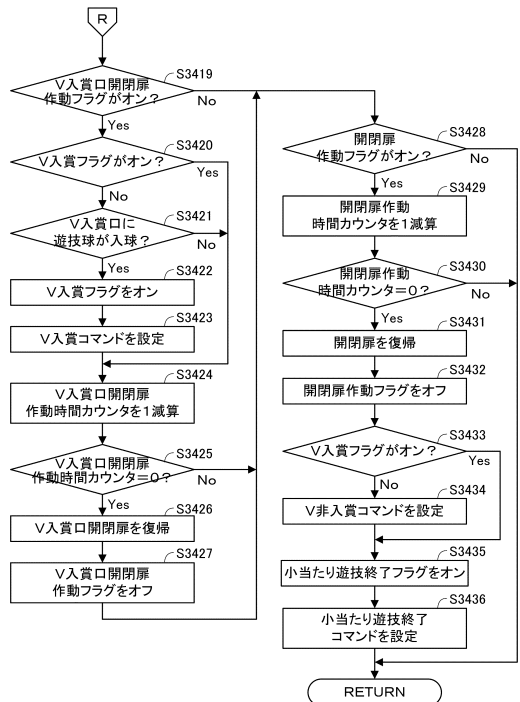 R
S3419
V入賞口開閉扉
作動フラグがオン?
No
Yes
S3420
V入賞フラグがオン?
Yes
No
S3421
V入賞口に
遊技球が入球?
No
Yes
S3422
V入賞フラグをオン
S3423
V入賞コマンドを設定
S3424
V入賞口開閉扉
作動時間カウンタを1減算
S3425
V入賞口開閉扉
作動時間カウンタ=0?
No
Yes
S3426
V入賞口開閉扉を復帰
S3427
V入賞口開閉扉
作動フラグをオフ
S3428
開閉扉
作動フラグがオン?
No
Yes
S3429
開閉扉作動
時間カウンタを1減算
S3430
開閉扉作動
時間カウンタ=0?
No
Yes
S3431
開閉扉を復帰
S3432
開閉扉作動フラグをオフ
S3433
V入賞フラグがオン?
Yes
No
S3434
V非入賞コマンドを設定
S3435
小当たり遊技終了フラグをオン
S3436
小当たり遊技終了
コマンドを設定
RETURN